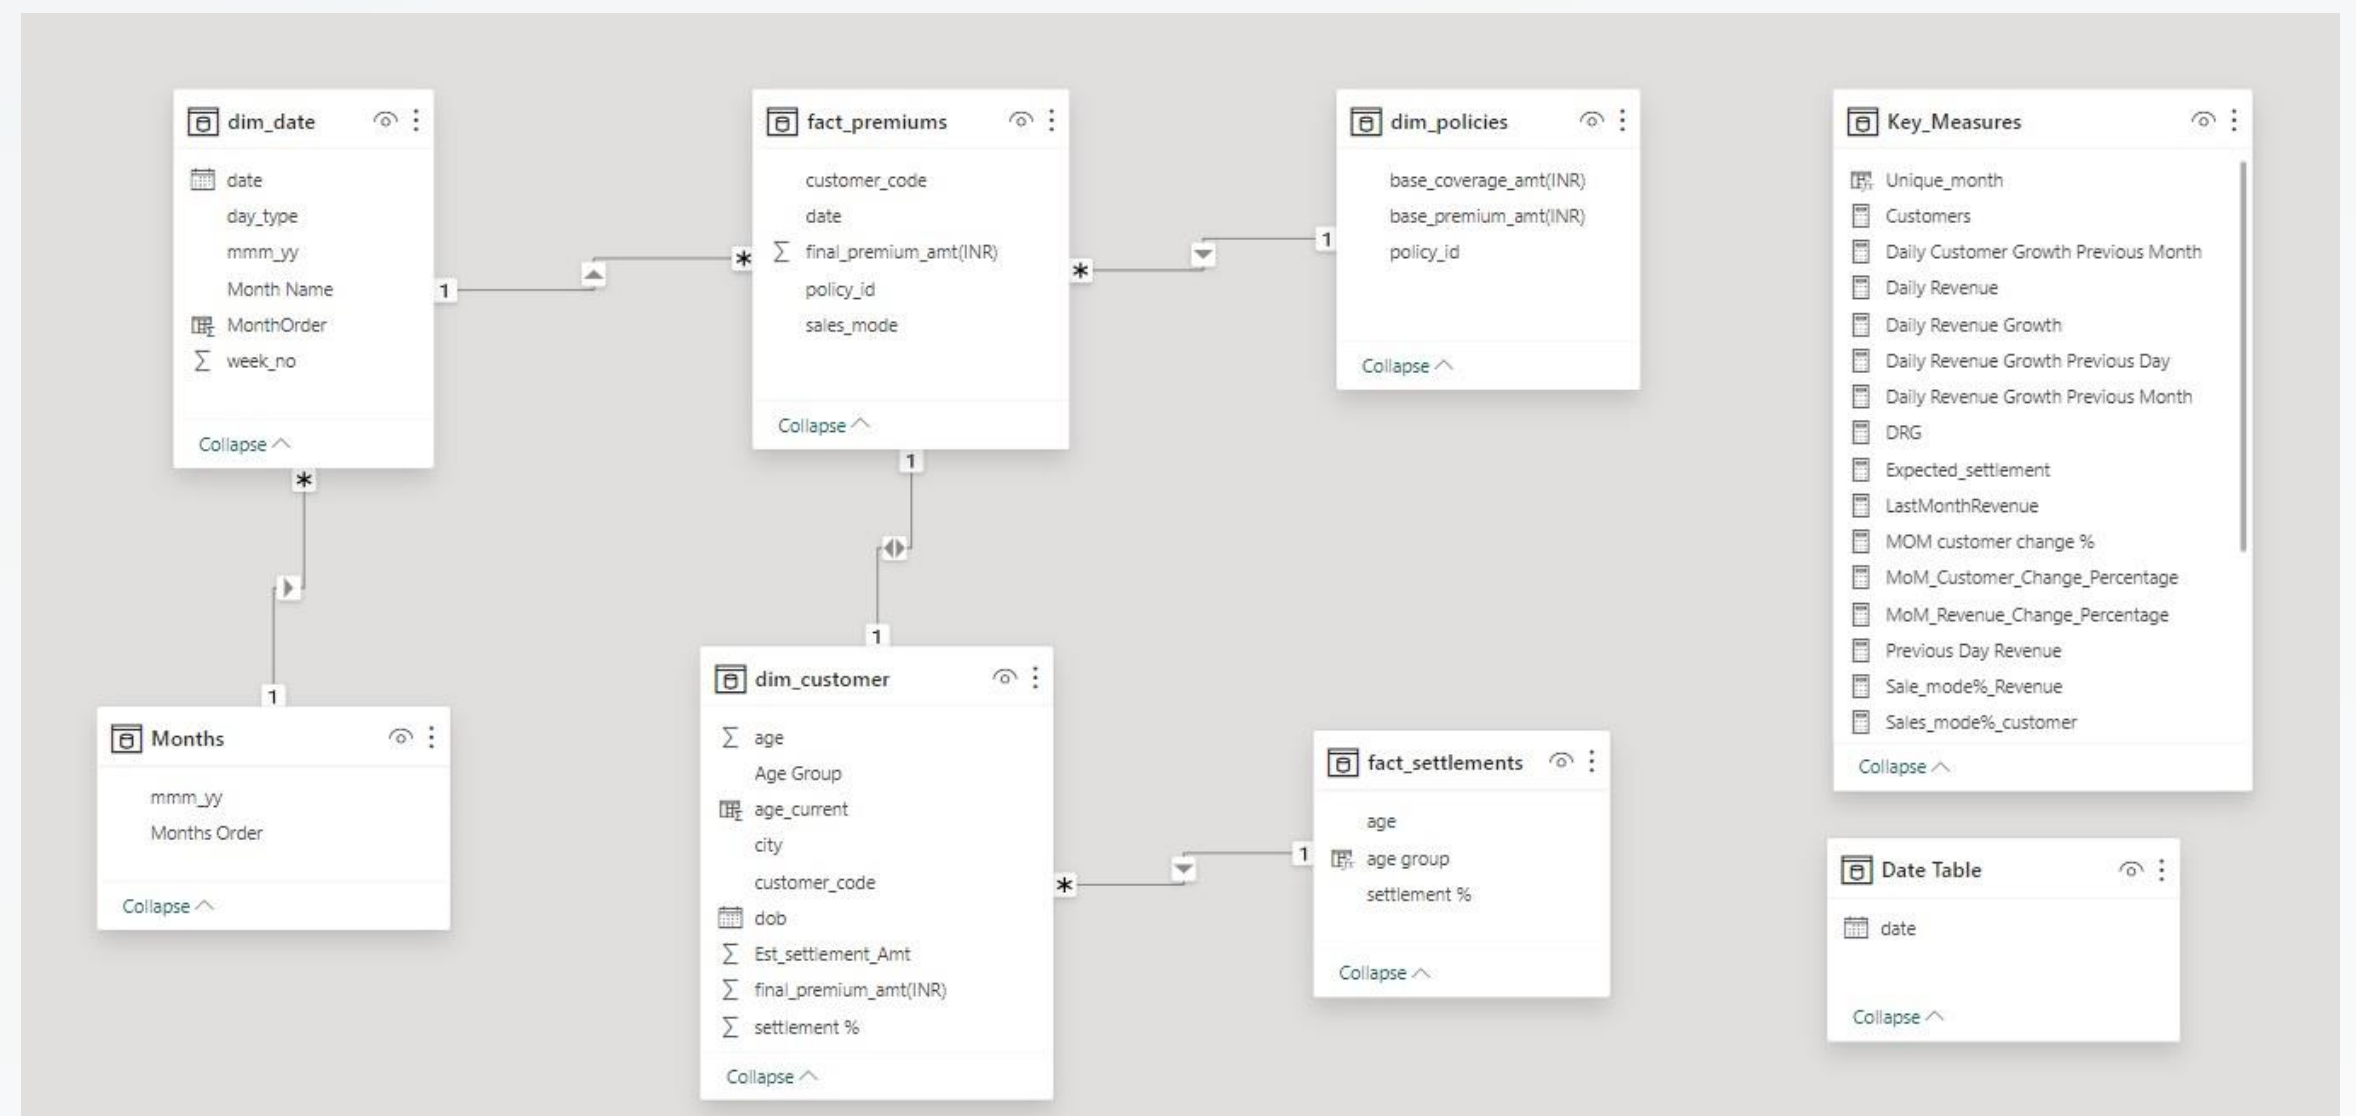 dim_date
date
day_type
mmm_yy
Month Name
MonthOrder
week_no
Collapse
1
*
fact_premiums
customer_code
date
final_premium_amt(INR)
policy_id
sales_mode
Collapse
*
1
dim_policies
base_coverage_amt(INR)
base_premium_amt(INR)
policy_id
Collapse
Key_Measures
Unique_month
Customers
Daily Customer Growth Previous Month
Daily Revenue
Daily Revenue Growth
Daily Revenue Growth Previous Day
Daily Revenue Growth Previous Month
DRG
Expected_settlement
LastMonthRevenue
MOM customer change %
MoM_Customer_Change_Percentage
MoM_Revenue_Change_Percentage
Previous Day Revenue
Sale_mode%_Revenue
Sales_mode%_customer
Collapse
*
1
Months
mmm_yy
Months Order
Collapse
1
1
dim_customer
age
Age Group
age_current
city
customer_code
dob
Est_settlement_Amt
final_premium_amt(INR)
settlement %
Collapse
*
1
fact_settlements
age
age group
settlement %
Collapse
Date Table
date
Collapse